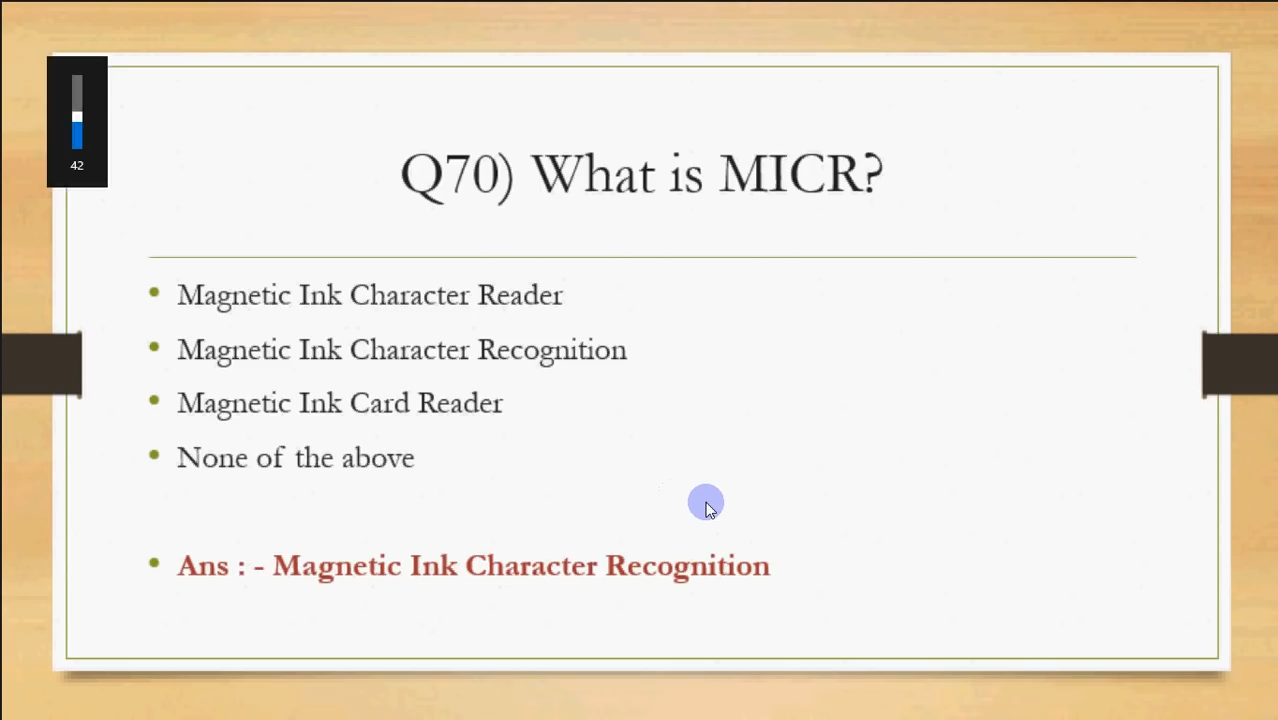 42
Q70) What is MICR?
Magnetic Ink Character Reader
Magnetic Ink Character Recognition
Magnetic Ink Card Reader
None of the above
Ans : - Magnetic Ink Character Recognition